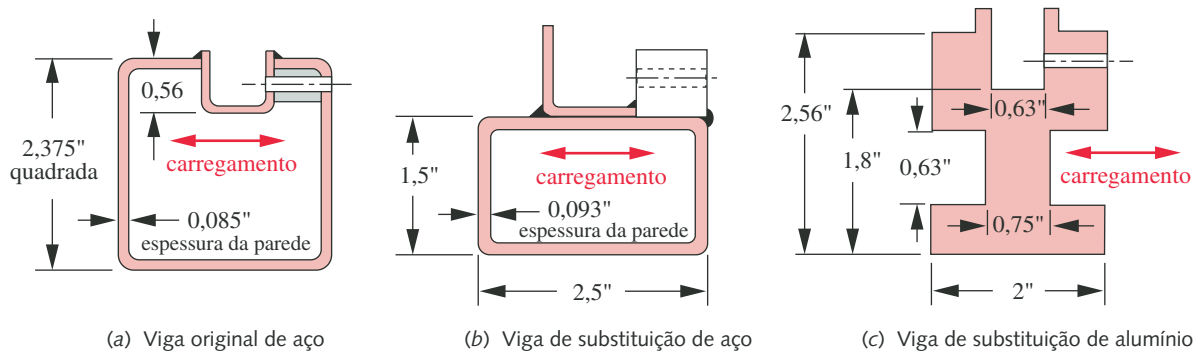 0,56
2,375"
quadrada
carregamento
0,085"
espessura da parede
(a) Viga original de aço
1,5"
carregamento
0,093"
espessura da parede
2,5"
(b) Viga de substituição de aço
2,56"
1,8"
0,63"
0,63"
carregamento
0,75"
2"
(c) Viga de substituição de alumínio